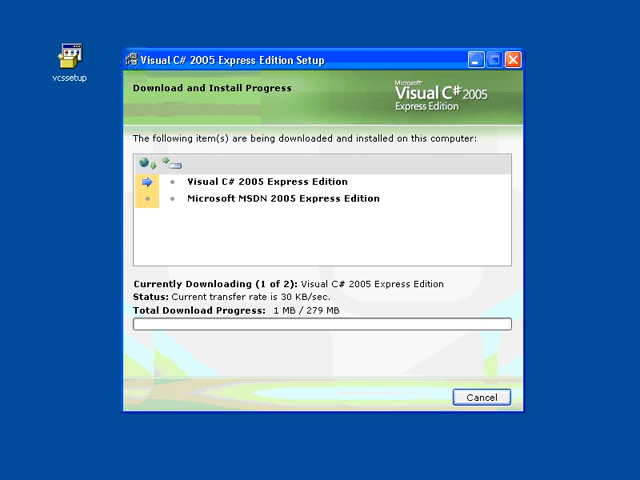 vcssetup
Visual C# 2005 Express Edition Setup
Download and Install Progress
Microsoft
Visual C# 2005
Express Edition
The following item(s) are being downloaded and installed on this computer:
Visual C# 2005 Express Edition
Microsoft MSDN 2005 Express Edition
Currently Downloading (1 of 2): Visual C# 2005 Express Edition
Status: Current transfer rate is 30 KB/sec.
Total Download Progress: 1 MB / 279 MB
Cancel